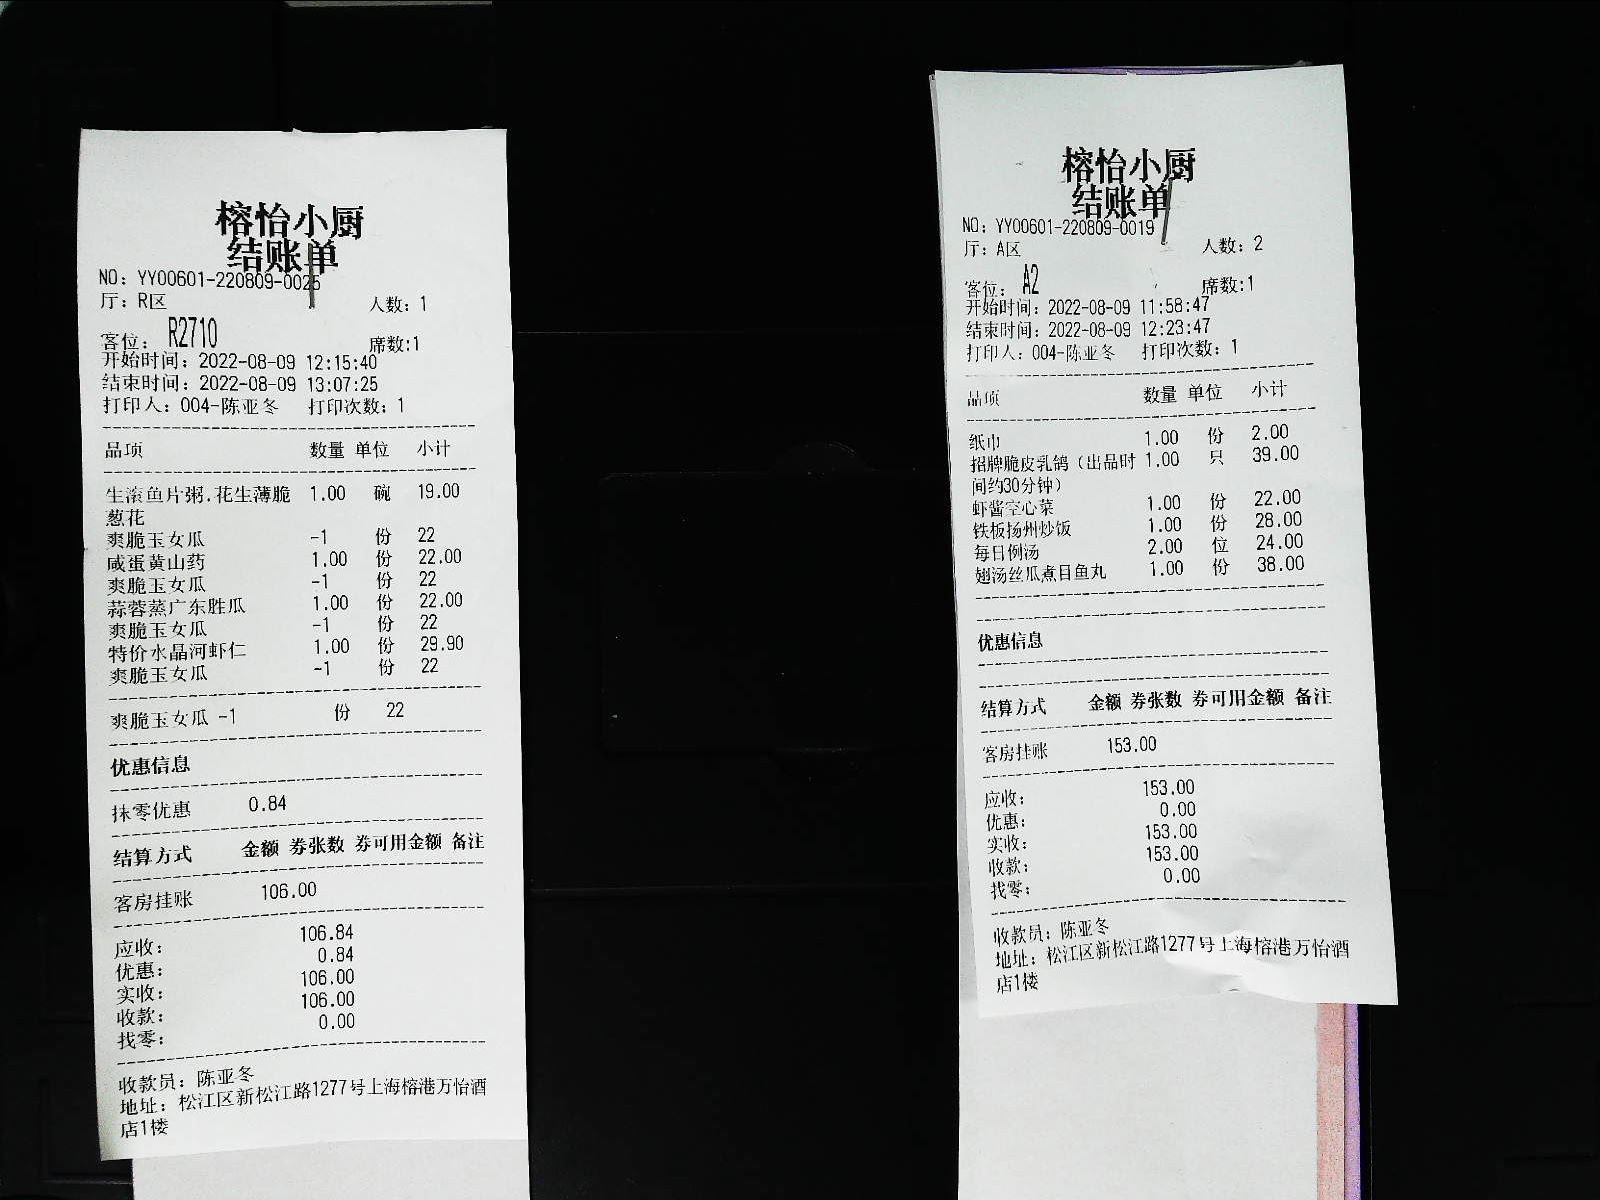 榕怡小厨
结账单
NO: YY00601-220809-0025
厅: R区 人数: 1
客位: R2710 席数:1
开始时间: 2022-08-09 12:15:40
结束时间: 2022-08-09 13:07:25
打印人: 004-陈亚冬 打印次数: 1
品项 数量 单位 小计
生滚鱼片粥,花生薄脆 1.00 碗 19.00
葱花
爽脆玉女瓜 -1 份 22
咸蛋黄山药 1.00 份 22.00
爽脆玉女瓜 -1 份 22
蒜蓉蒸广东胜瓜 1.00 份 22.00
爽脆玉女瓜 -1 份 22
特价水晶河虾仁 1.00 份 29.90
爽脆玉女瓜 -1 份 22
爽脆玉女瓜 -1 份 22
优惠信息
抹零优惠 0.84
结算方式 金额 券张数 券可用金额 备注
客房挂账 106.00
应收: 106.84
优惠: 0.84
实收: 106.00
收款: 106.00
找零: 0.00
收款员: 陈亚冬
地址: 松江区新松江路1277号上海榕港万怡酒
店1楼
榕怡小厨
结账单
NO: YY00601-220809-0019
厅: A区 人数: 2
客位: A2 席数:1
开始时间: 2022-08-09 11:58:47
结束时间: 2022-08-09 12:23:47
打印人: 004-陈亚冬 打印次数: 1
品项 数量 单位 小计
纸巾 1.00 份 2.00
招牌脆皮乳鸽(出品时 1.00 只 39.00
间约30分钟)
虾酱空心菜 1.00 份 22.00
铁板扬州炒饭 1.00 份 28.00
每日例汤 2.00 位 24.00
翅汤丝瓜煮目鱼丸 1.00 份 38.00
优惠信息
结算方式 金额 券张数 券可用金额 备注
客房挂账 153.00
应收: 153.00
优惠: 0.00
实收: 153.00
收款: 153.00
找零: 0.00
收款员: 陈亚冬
地址: 松江区新松江路1277号上海榕港万怡酒
店1楼